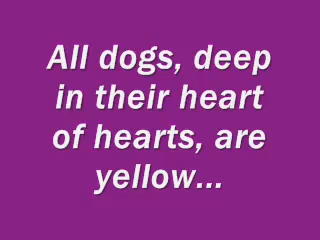 All dogs, deep
in their heart
of hearts, are
yellow...